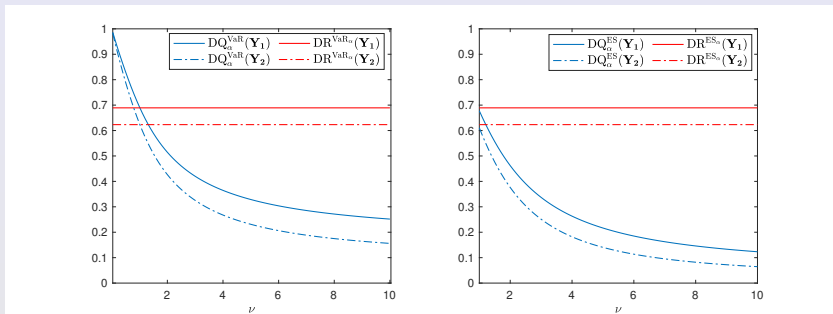 DQ_α^VaR(Y₁) DR^VaR_α(Y₁)
DQ_α^VaR(Y₂) DR^VaR_α(Y₂)
1
0.9
0.8
0.7
0.6
0.5
0.4
0.3
0.2
0.1
0
2 4 6 8 10
ν
DQ_α^ES(Y₁) DR^ES_α(Y₁)
DQ_α^ES(Y₂) DR^ES_α(Y₂)
1
0.9
0.8
0.7
0.6
0.5
0.4
0.3
0.2
0.1
0
2 4 6 8 10
ν